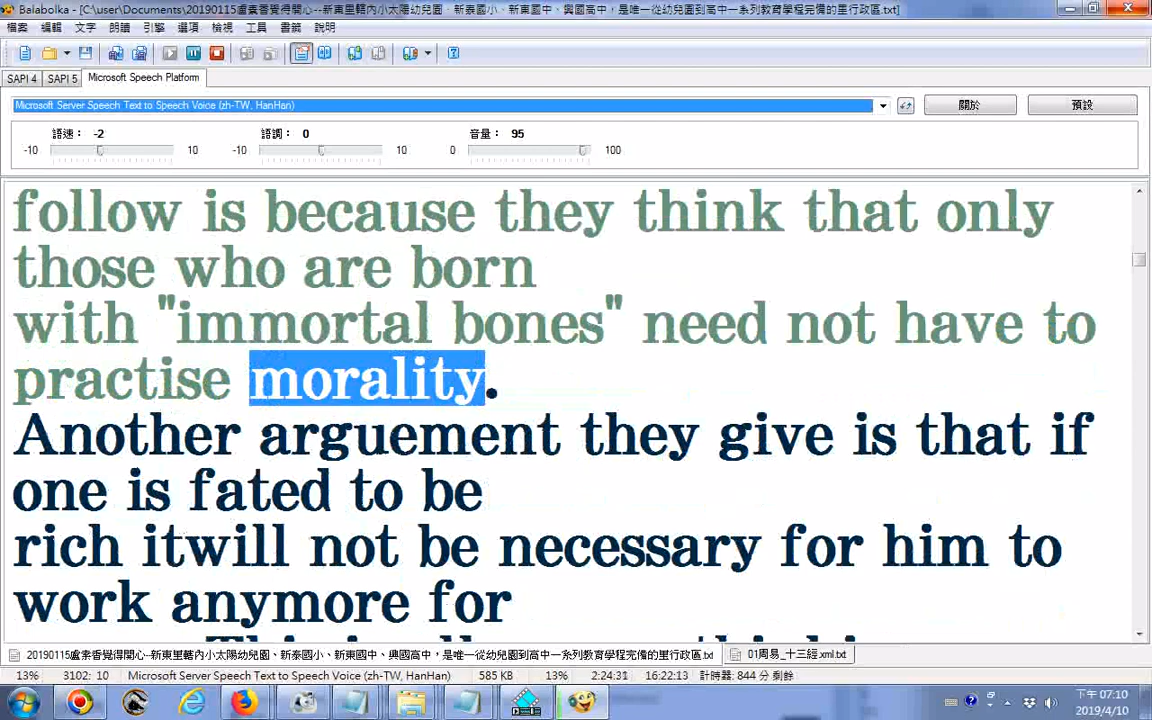 Balabolka - [C:\user\Documents\20190115盧素香覺得開心--新東里轄內小太陽幼兒園、新泰國小、新東國中、興國高中，是唯一從幼兒園到高中一系列教育學程完備的里行政區.txt]
檔案 編輯 文字 朗讀 引擎 選項 檢視 工具 書籤 說明
SAPI 4 SAPI 5 Microsoft Speech Platform
Microsoft Server Speech Text to Speech Voice (zh-TW, HanHan) 關於 預設
語速： -2 語調： 0 音量： 95
-10 10 -10 10 0 100
follow is because they think that only
those who are born
with "immortal bones" need not have to
practise morality.
Another arguement they give is that if
one is fated to be
rich itwill not be necessary for him to
work anymore for
20190115盧素香覺得開心--新東里轄內小太陽幼兒園、新泰國小、新東國中、興國高中，是唯一從幼兒園到高中一系列教育學程完備的里行政區.txt 01周易_十三經.xml.txt
13% 3102: 10 Microsoft Server Speech Text to Speech Voice (zh-TW, HanHan) 585 KB 13% 2:24:31 16:22:13 計時器: 844 分 剩餘
下午 07:10
2019/4/10